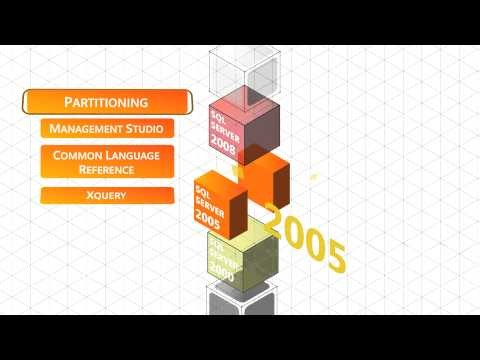 PARTITIONING
MANAGEMENT STUDIO
COMMON LANGUAGE
REFERENCE
XQUERY
SQL
SERVER
2008
SQL
SERVER
2005
2005
SQL
SERVER
2000